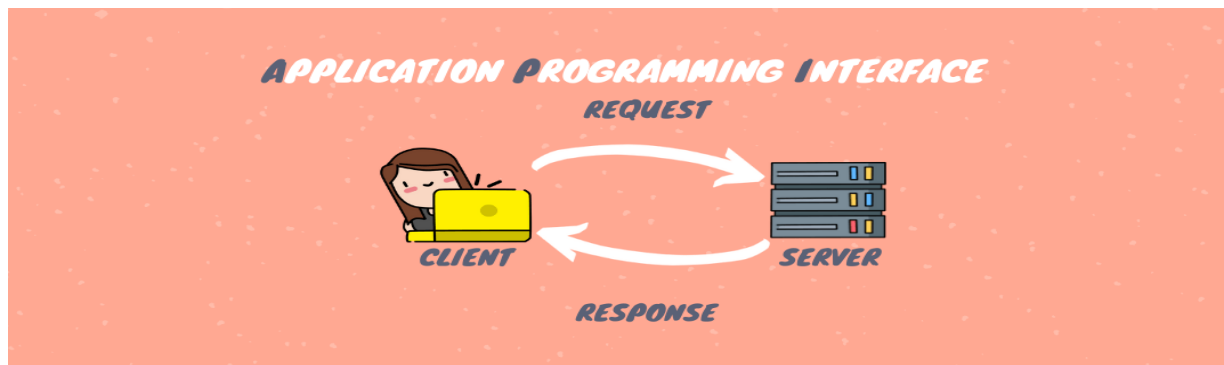 APPLICATION PROGRAMMING INTERFACE
REQUEST
CLIENT
SERVER
RESPONSE